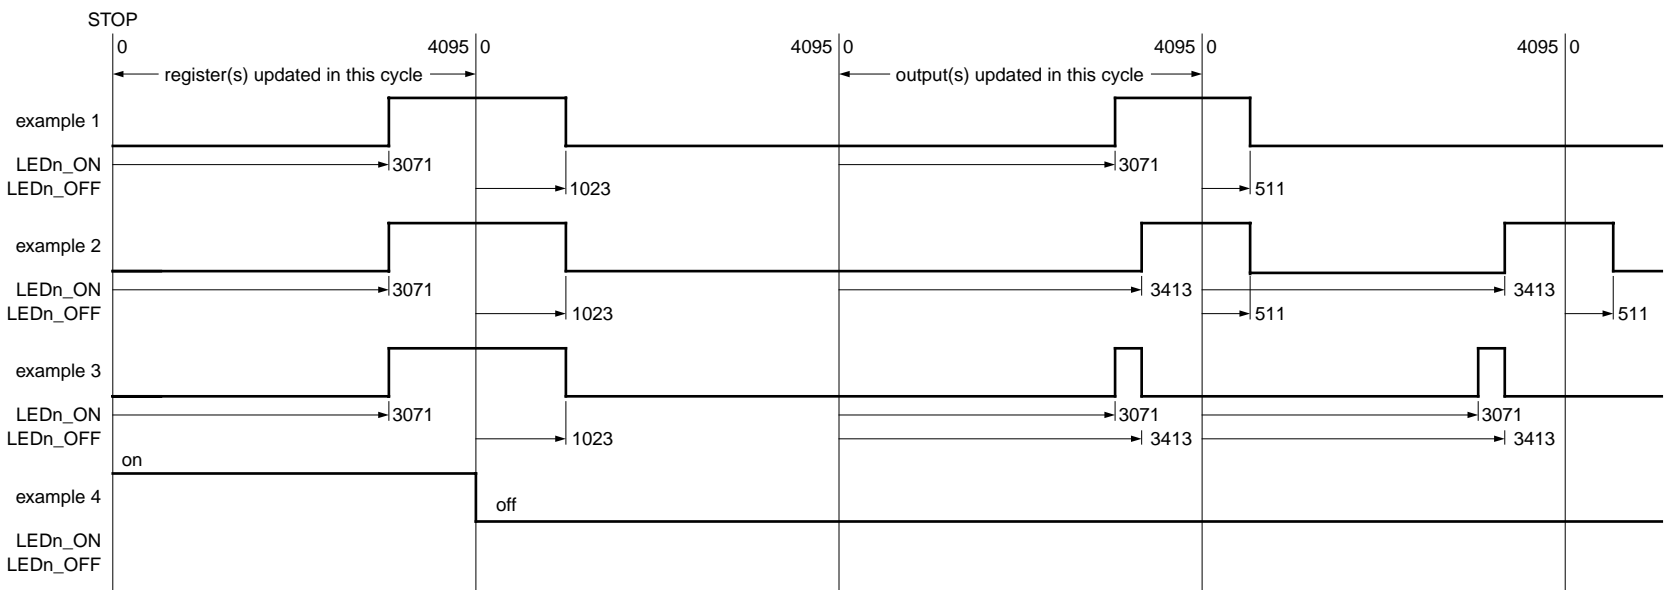 STOP
0 4095 0 4095 0 4095 0 4095 0
register(s) updated in this cycle output(s) updated in this cycle
example 1
LEDn_ON 3071 3071
LEDn_OFF 1023 511
example 2
LEDn_ON 3071 3413 3413
LEDn_OFF 1023 511 511
example 3
LEDn_ON 3071 3071 3071
LEDn_OFF 1023 3413 3413
on
example 4 off
LEDn_ON
LEDn_OFF